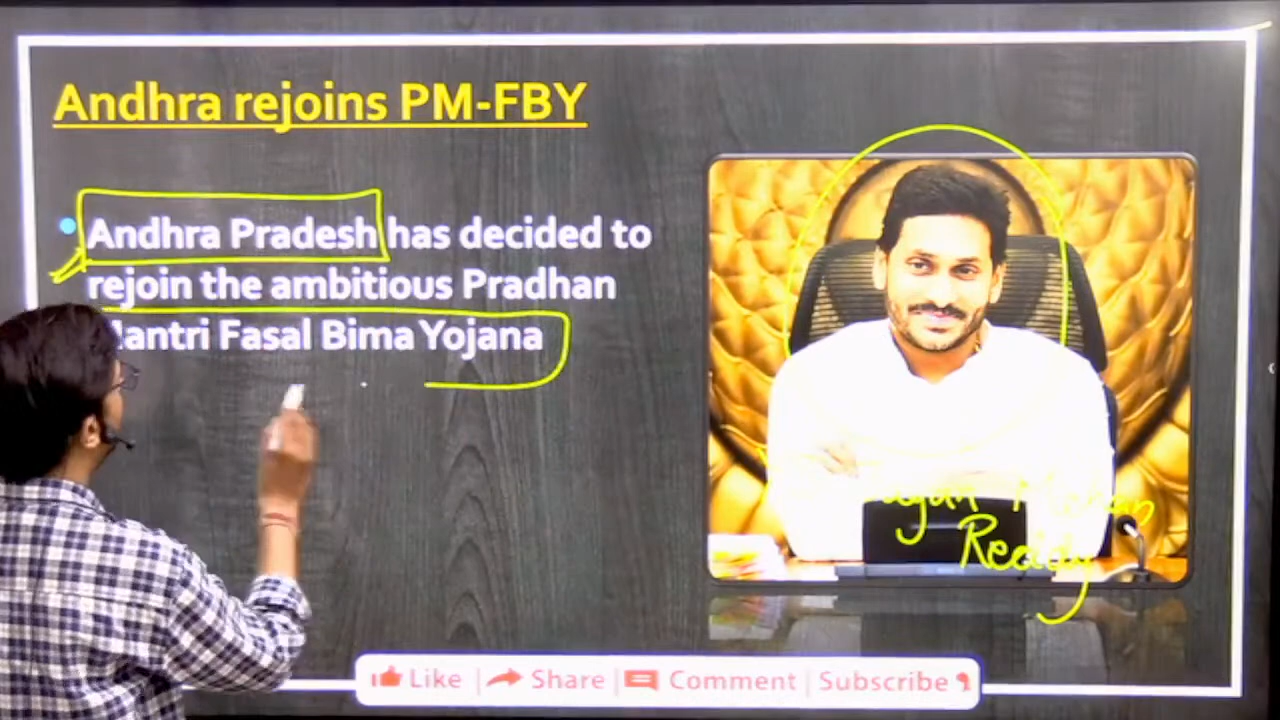 Andhra rejoins PM-FBY
Andhra Pradesh has decided to
rejoin the ambitious Pradhan
Mantri Fasal Bima Yojana
Mohan
Reddy
Like | Share | Comment | Subscribe